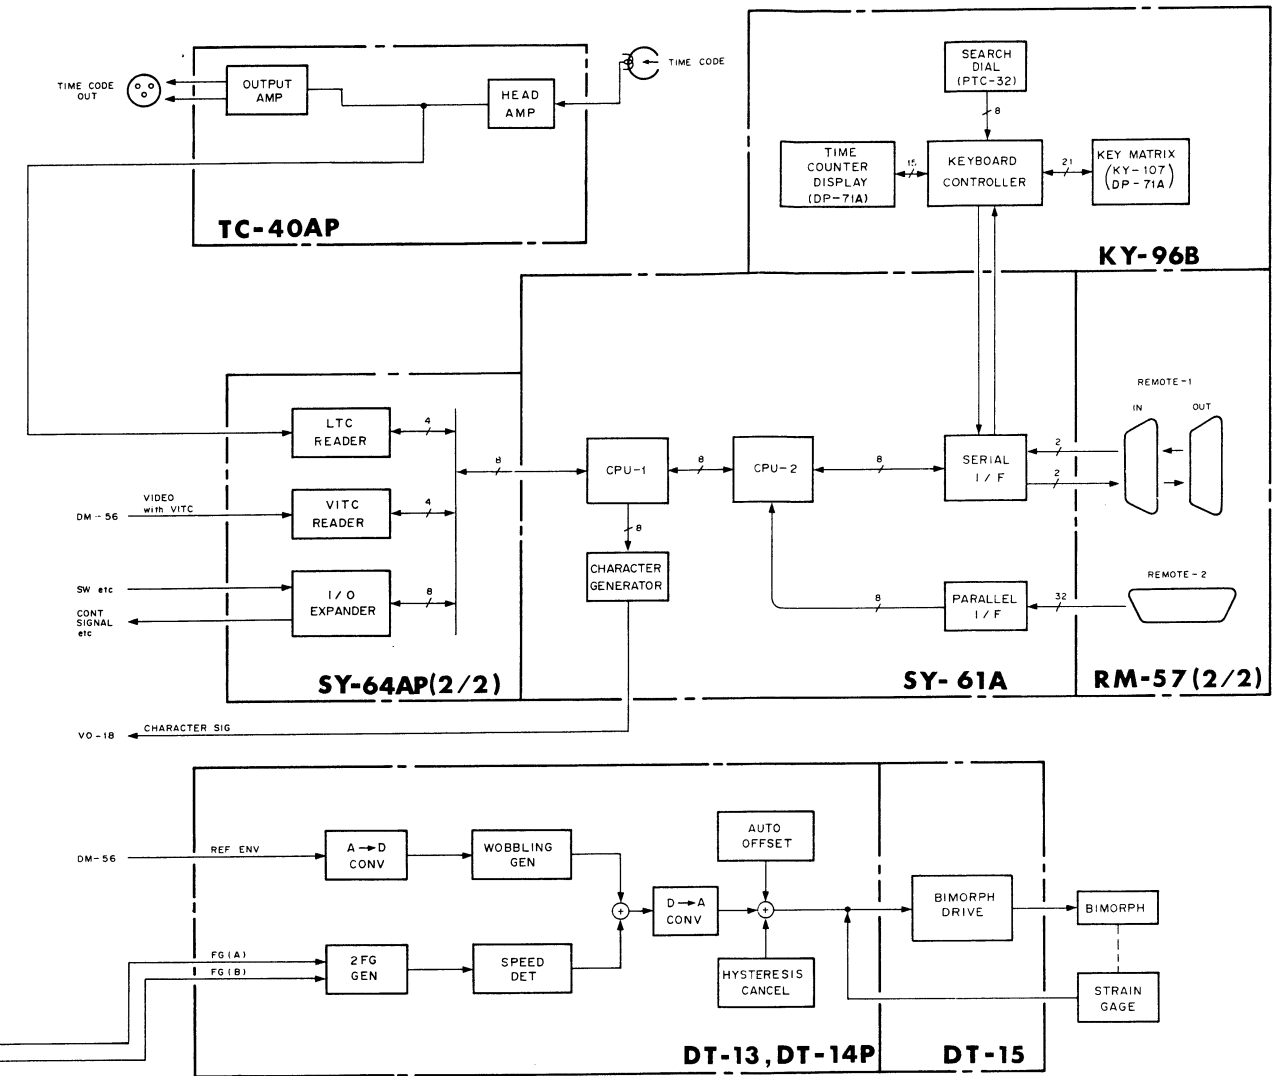 TIME CODE
OUT
OUTPUT
AMP
HEAD
AMP
TIME CODE
TC-40AP
SEARCH
DIAL
(PTC-32)
8
TIME
COUNTER
DISPLAY
(DP-71A)
15
KEYBOARD
CONTROLLER
21
KEY MATRIX
(KY-107)
(DP-71A)
KY-96B
LTC
READER
4
VIDEO
with VITC
DM-56
VITC
READER
4
SW etc
CONT
SIGNAL
etc
I/O
EXPANDER
8
SY-64AP(2/2)
8
CPU-1
8
CPU-2
8
SERIAL
I/F
2
2
8
CHARACTER
GENERATOR
8
PARALLEL
I/F
32
SY-61A
REMOTE-1
IN
OUT
REMOTE-2
RM-57(2/2)
VO-18
CHARACTER SIG
DM-56
REF ENV
A→D
CONV
WOBBLING
GEN
AUTO
OFFSET
+
D→A
CONV
+
BIMORPH
DRIVE
BIMORPH
FG(A)
FG(B)
2FG
GEN
SPEED
DET
HYSTERESIS
CANCEL
STRAIN
GAGE
DT-13,DT-14P
DT-15